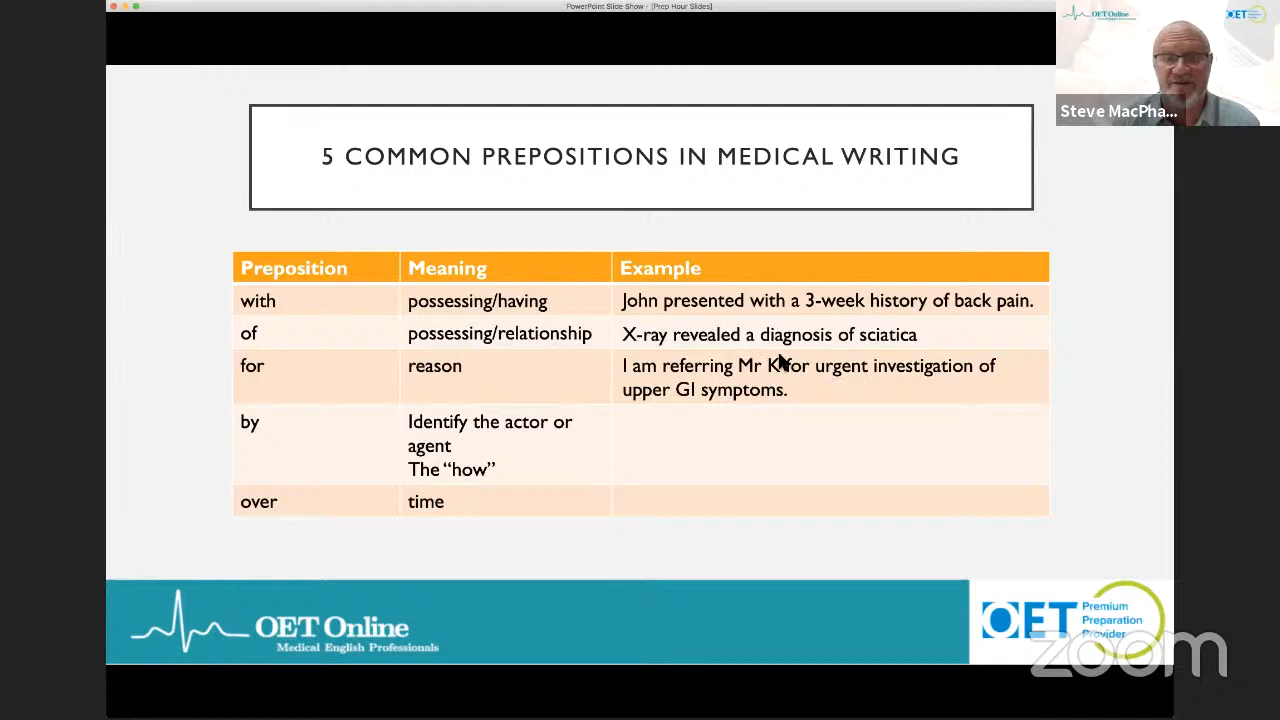 PowerPoint Slide Show - [Prep Hour Slides]
OET Online
OET
Steve MacPha...
5 COMMON PREPOSITIONS IN MEDICAL WRITING
Preposition Meaning Example
with possessing/having John presented with a 3-week history of back pain.
of possessing/relationship X-ray revealed a diagnosis of sciatica
for reason I am referring Mr for urgent investigation of
upper GI symptoms.
by Identify the actor or
agent
The “how”
over time
OET Online
Medical English Professionals
OET Premium
Preparation
Provider
zoom